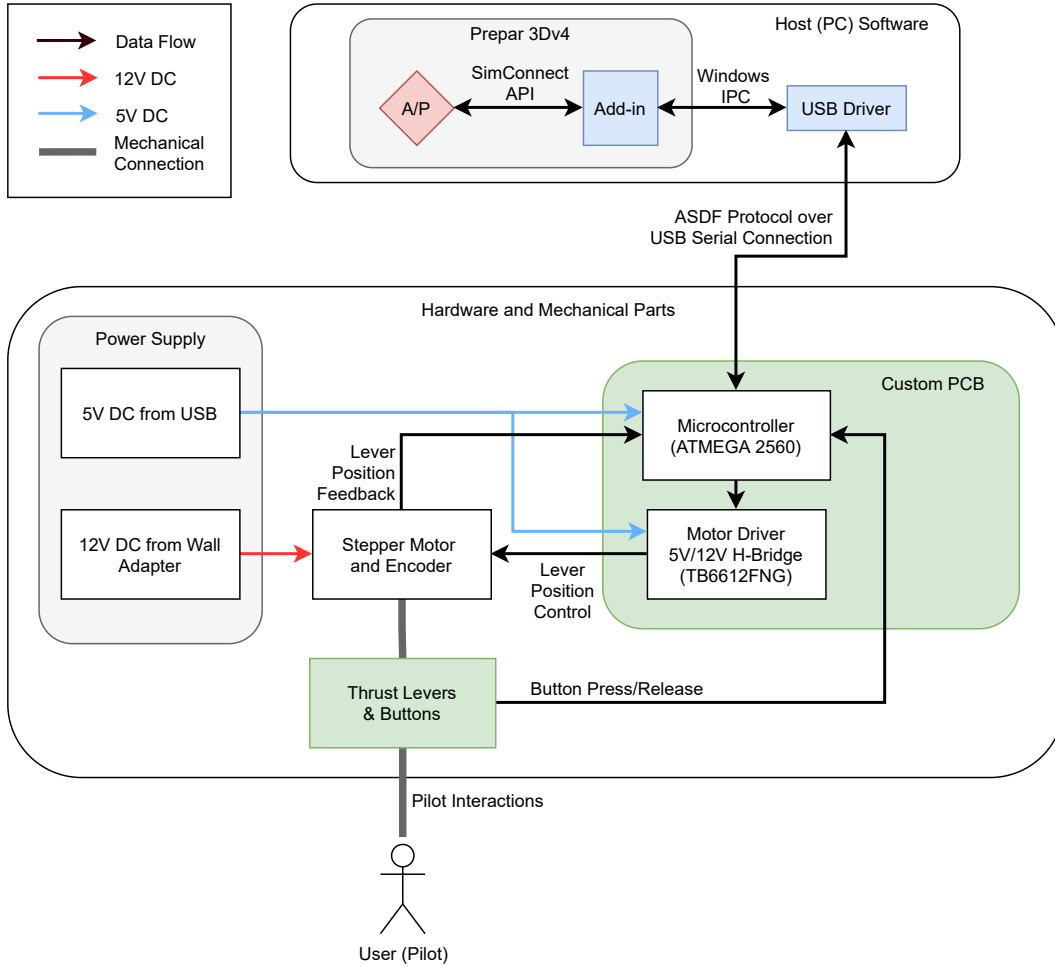 Data Flow
12V DC
5V DC
Mechanical
Connection
Host (PC) Software
Prepar 3Dv4
SimConnect
API
A/P
Add-in
Windows
IPC
USB Driver
ASDF Protocol over
USB Serial Connection
Hardware and Mechanical Parts
Power Supply
5V DC from USB
12V DC from Wall
Adapter
Lever
Position
Feedback
Stepper Motor
and Encoder
Custom PCB
Microcontroller
(ATMEGA 2560)
Motor Driver
5V/12V H-Bridge
(TB6612FNG)
Lever
Position
Control
Thrust Levers
& Buttons
Button Press/Release
Pilot Interactions
User (Pilot)